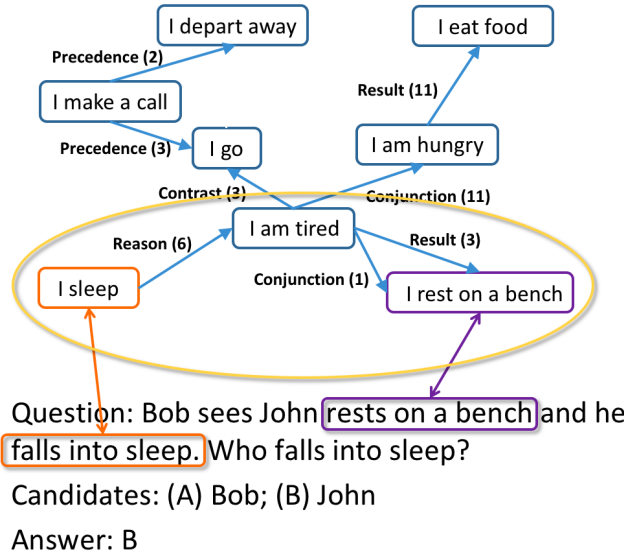 I depart away
I eat food
Precedence (2)
Result (11)
I make a call
Precedence (3)
I go
I am hungry
Contrast (3)
Conjunction (11)
I am tired
Reason (6)
Result (3)
Conjunction (1)
I sleep
I rest on a bench
Question: Bob sees John rests on a bench and he
falls into sleep. Who falls into sleep?
Candidates: (A) Bob; (B) John
Answer: B